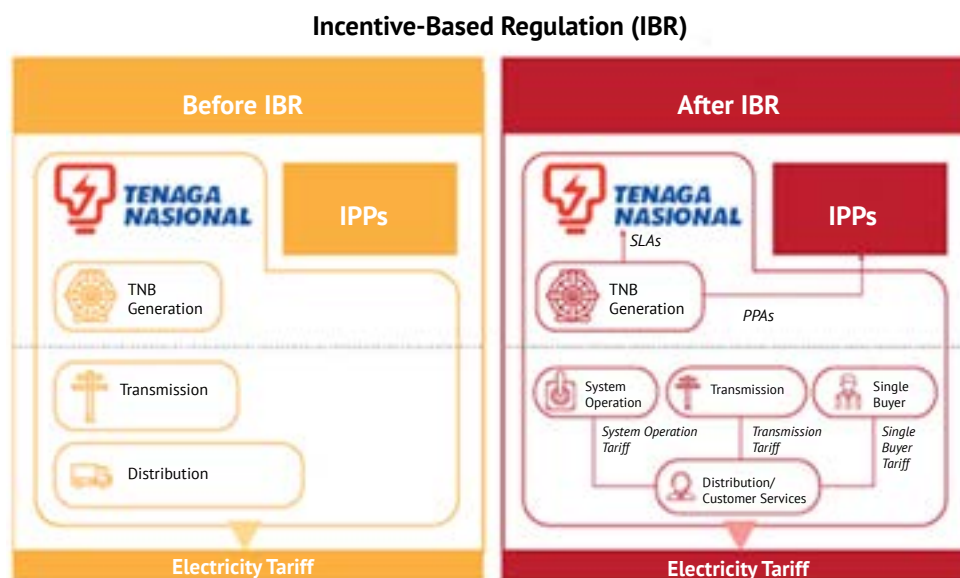 Incentive-Based Regulation (IBR)
Before IBR
TENAGA
NASIONAL
IPPs
TNB
Generation
Transmission
Distribution
Electricity Tariff
After IBR
TENAGA
NASIONAL
IPPs
SLAs
TNB
Generation
PPAs
System
Operation
Transmission
Single
Buyer
System Operation
Tariff
Transmission
Tariff
Single
Buyer
Tariff
Distribution/
Customer Services
Electricity Tariff